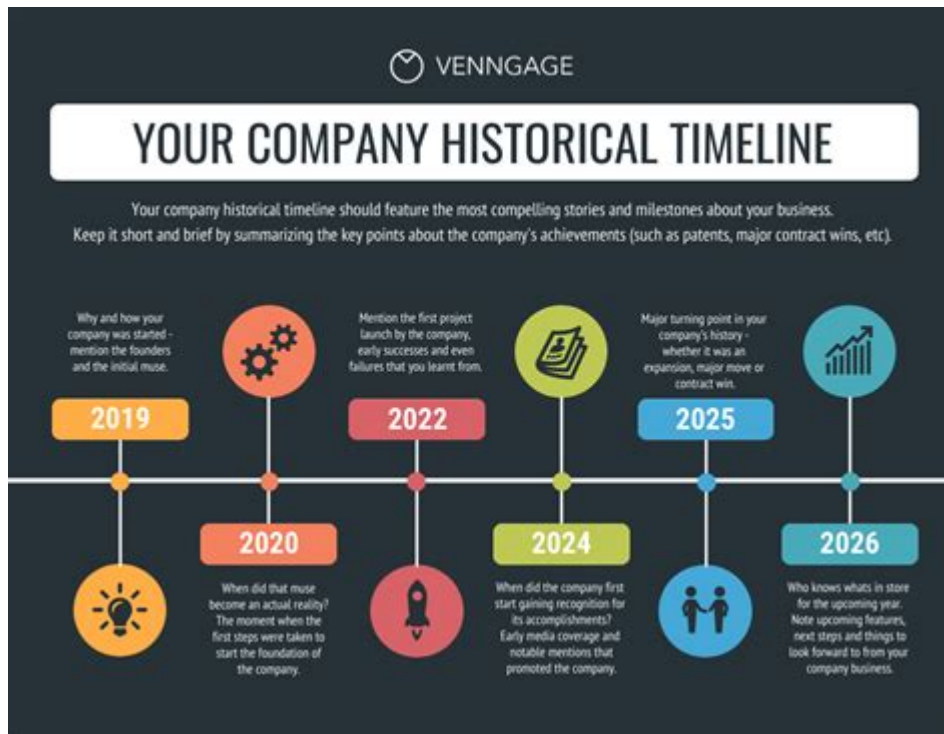 VENNGAGE
YOUR COMPANY HISTORICAL TIMELINE
Your company historical timeline should feature the most compelling stories and milestones about your business.
Keep it short and brief by summarizing the key points about the company's achievements (such as patents, major contract wins, etc).
Why and how your
company was started -
mention the founders
and the initial muse.
2019
2020
When did that muse
become an actual reality?
The moment when the
first steps were taken to
start the foundation of
the company.
Mention the first project
launch by the company,
early successes and even
failures that you learnt from.
2022
2024
When did the company first
start gaining recognition for
its accomplishments?
Early media coverage and
notable mentions that
promoted the company.
Major turning point in your
company's history -
whether it was an
expansion, major move or
contract win.
2025
2026
Who knows whats in store
for the upcoming year.
Note upcoming features,
next steps and things to
look forward to from your
company business.